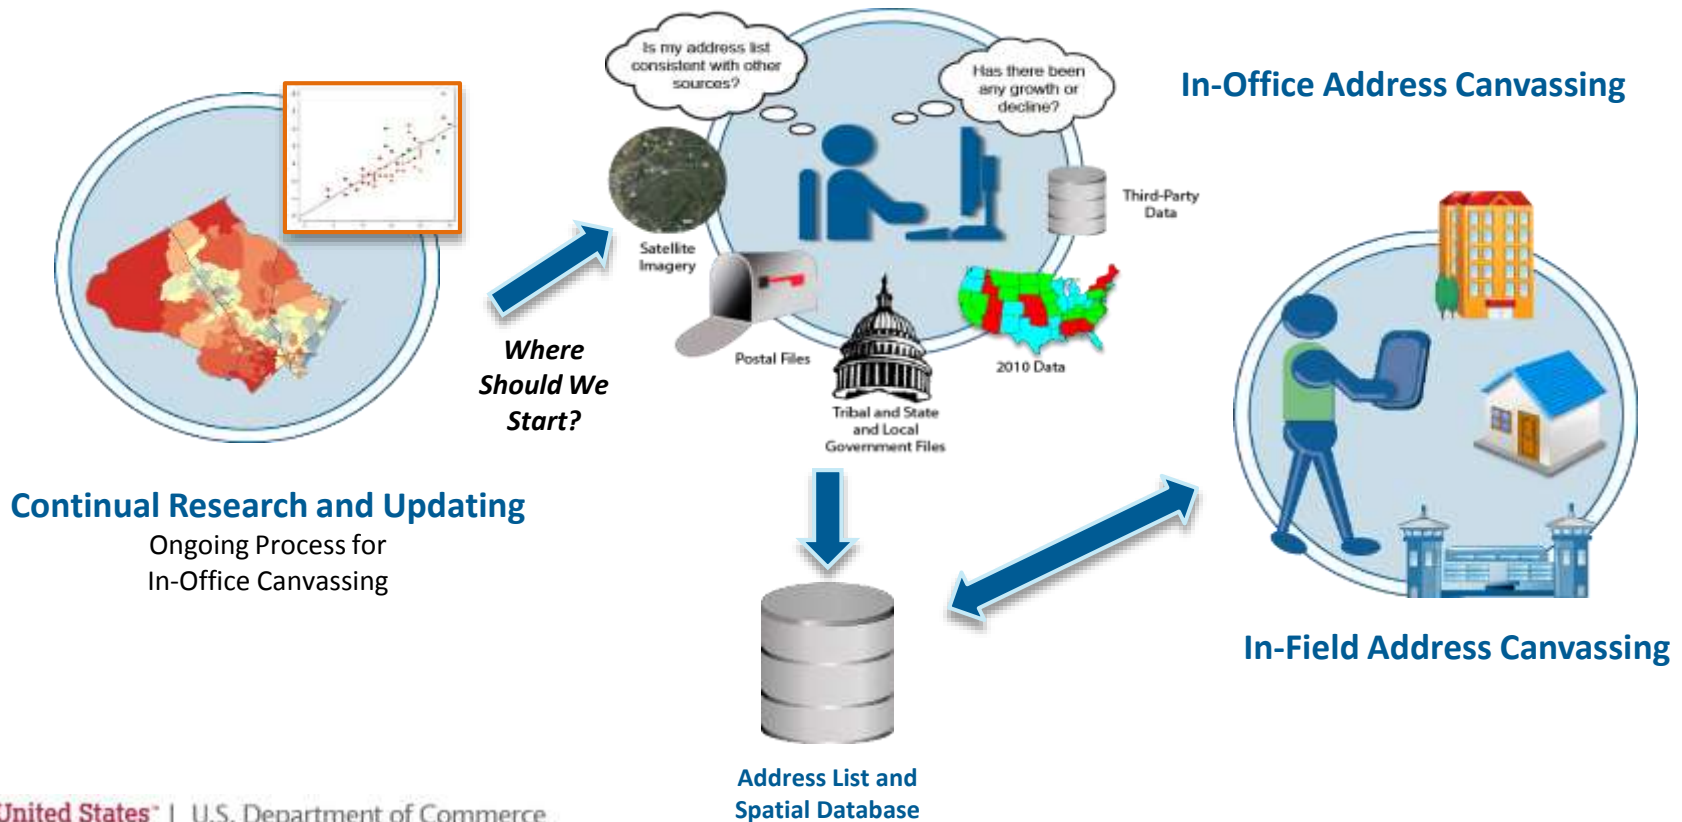 Is my address list
consistent with other
sources?
Has there been
any growth or
decline?
In-Office Address Canvassing
Satellite
Imagery
Third-Party
Data
Postal Files
2010 Data
Tribal and State
and Local
Government Files
Where
Should We
Start?
Continual Research and Updating
Ongoing Process for
In-Office Canvassing
In-Field Address Canvassing
Address List and
Spatial Database
United States™ | U.S. Department of Commerce